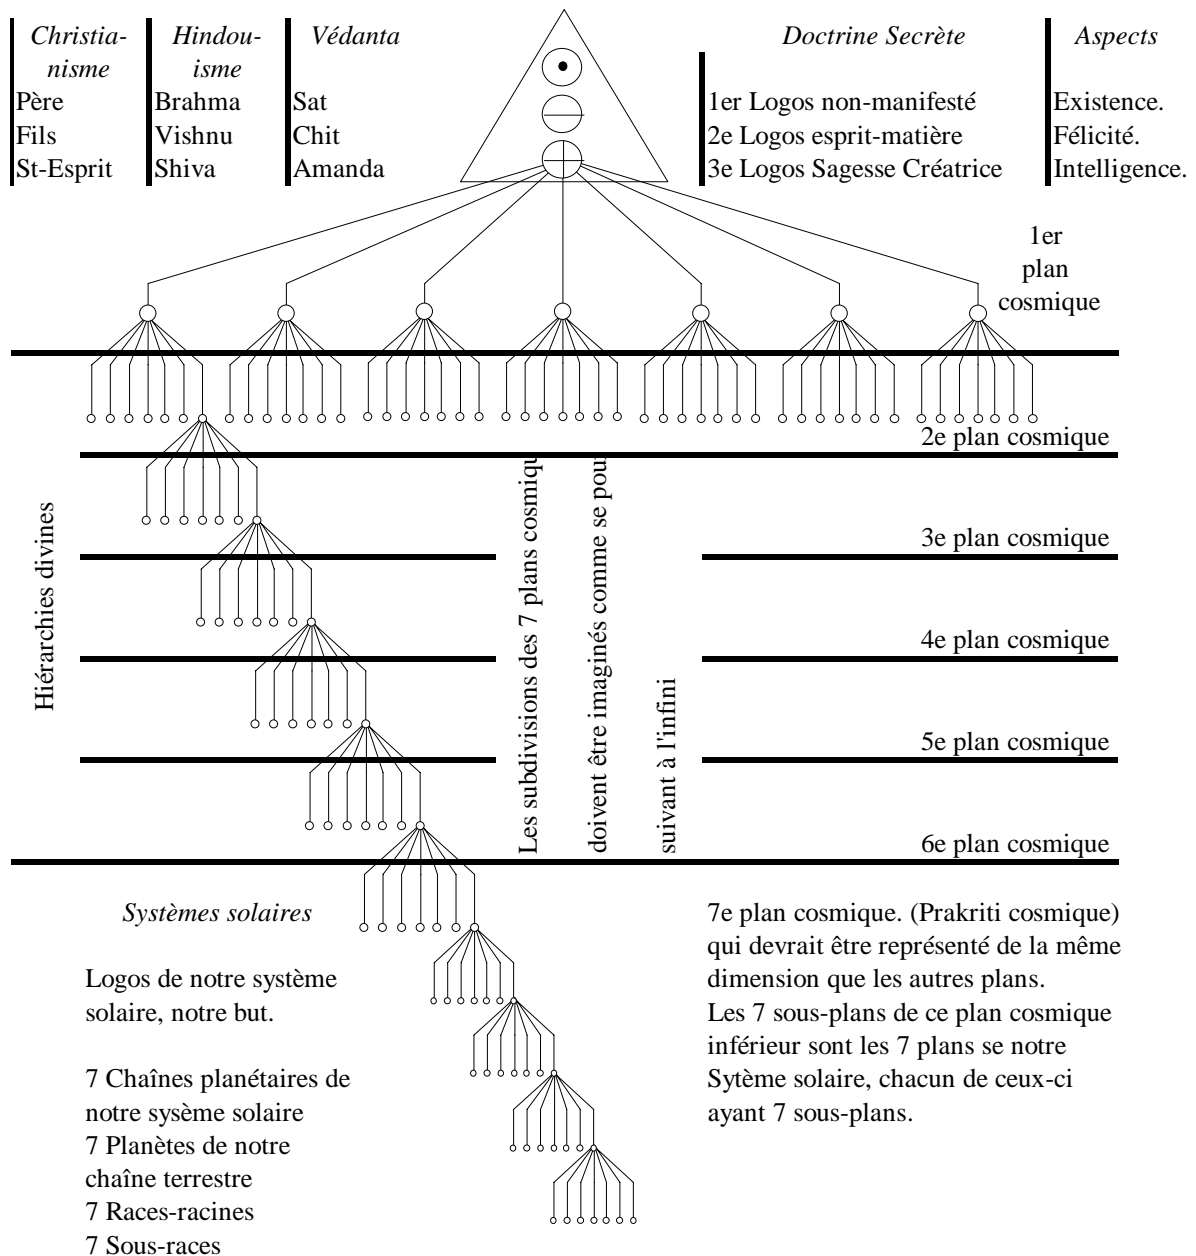 Christia-
nisme
Père
Fils
St-Esprit
Hindou-
isme
Brahma
Vishnu
Shiva
Védanta
Sat
Chit
Amanda
Doctrine Secrète
1er Logos non-manifesté
2e Logos esprit-matière
3e Logos Sagesse Créatrice
Aspects
Existence.
Félicité.
Intelligence.
1er
plan
cosmique
2e plan cosmique
3e plan cosmique
4e plan cosmique
5e plan cosmique
6e plan cosmique
Hiérarchies divines
Les subdivisions des 7 plans cosmiqu
doivent être imaginés comme se pou
suivant à l'infini
Systèmes solaires
Logos de notre système
solaire, notre but.
7 Chaînes planétaires de
notre sysème solaire
7 Planètes de notre
chaîne terrestre
7 Races-racines
7 Sous-races
7e plan cosmique. (Prakriti cosmique)
qui devrait être représenté de la même
dimension que les autres plans.
Les 7 sous-plans de ce plan cosmique
inférieur sont les 7 plans se notre
Sytème solaire, chacun de ceux-ci
ayant 7 sous-plans.